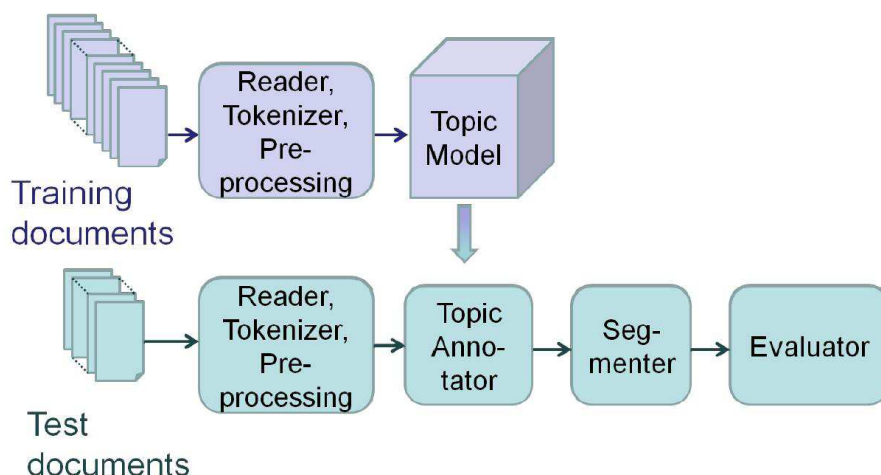 Reader,
Tokenizer,
Pre-
processing
Topic
Model
Training
documents
Reader,
Tokenizer,
Pre-
processing
Topic
Anno-
tator
Seg-
menter
Evaluator
Test
documents